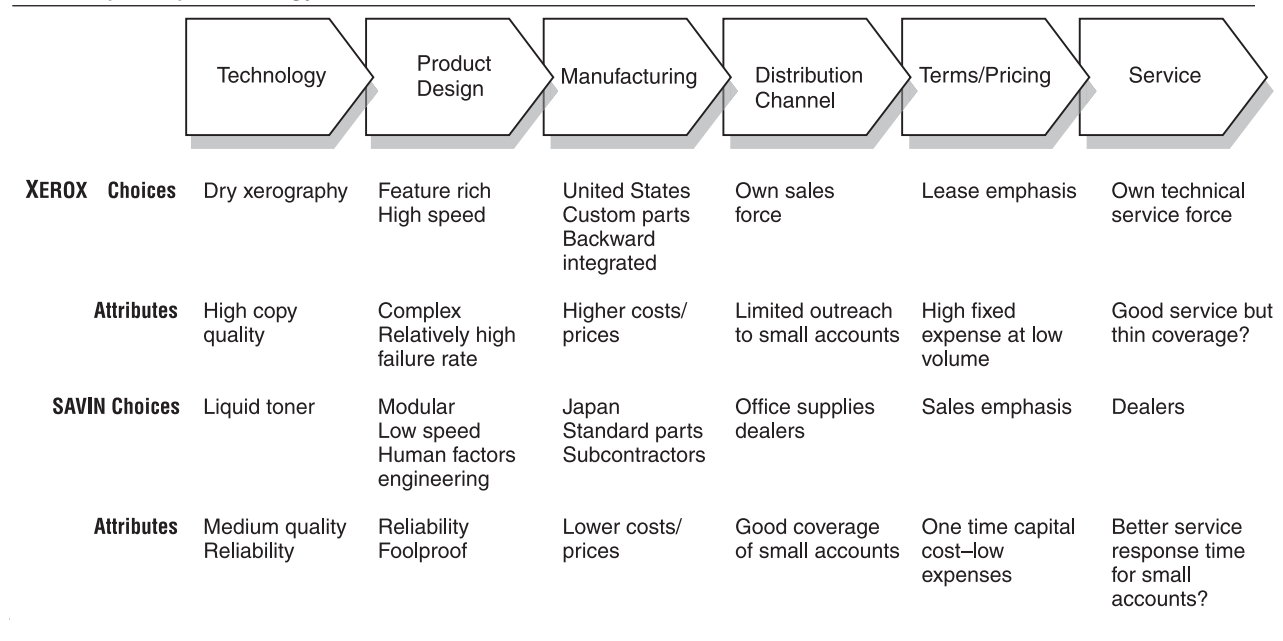 Technology
Product
Design
Manufacturing
Distribution
Channel
Terms/Pricing
Service
XEROX Choices
Dry xerography
Feature rich
High speed
United States
Custom parts
Backward
integrated
Own sales
force
Lease emphasis
Own technical
service force
Attributes
High copy
quality
Complex
Relatively high
failure rate
Higher costs/
prices
Limited outreach
to small accounts
High fixed
expense at low
volume
Good service but
thin coverage?
SAVIN Choices
Liquid toner
Modular
Low speed
Human factors
engineering
Japan
Standard parts
Subcontractors
Office supplies
dealers
Sales emphasis
Dealers
Attributes
Medium quality
Reliability
Reliability
Foolproof
Lower costs/
prices
Good coverage
of small accounts
One time capital
cost–low
expenses
Better service
response time
for small
accounts?